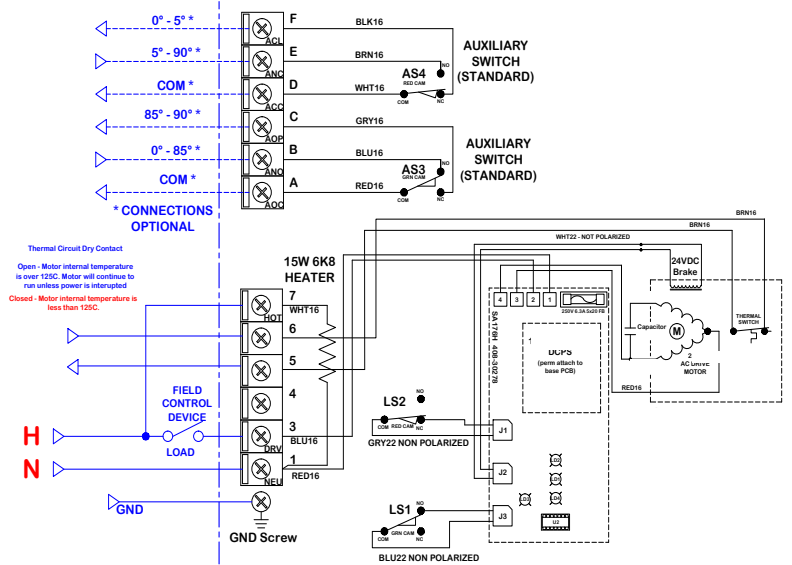 0° - 5° *
F
ACL
BLK16
5° - 90° *
E
ANC
BRN16
NO
AUXILIARY
SWITCH
(STANDARD)
AS4
RED CAM
COM *
D
ACC
WHT16
COM
NC
85° - 90° *
C
AOP
GRY16
0° - 85° *
B
ANO
BLU16
NO
AUXILIARY
SWITCH
(STANDARD)
AS3
GRN CAM
COM *
A
AOC
RED16
COM
NC
* CONNECTIONS
OPTIONAL
BRN16
BRN16
WHT22 - NOT POLARIZED
Thermal Circuit Dry Contact
Open - Motor internal temperature
is over 125C. Motor will continue to
run unless power is interupted
Closed - Motor internal temperature is
less than 125C.
15W 6K8
HEATER
24VDC
Brake
7
HOT
WHT16
6
5
4
4
3
2
1
250V 6.3A 5x20 FB
SA179H 408-30278
DCPS
(perm attach to
base PCB)
Capacitor
M
THERMAL
SWITCH
2
MOTOR
RED16
FIELD
CONTROL
DEVICE
LOAD
H
3
DRV
BLU16
N
1
NEU
RED16
LS2
NO
COM
RED CAM
NC
GRY22 NON POLARIZED
J1
J2
J3
LD2
LD1
LD3
LD4
U2
GND
GND Screw
LS1
NO
COM
GRN CAM
NC
BLU22 NON POLARIZED